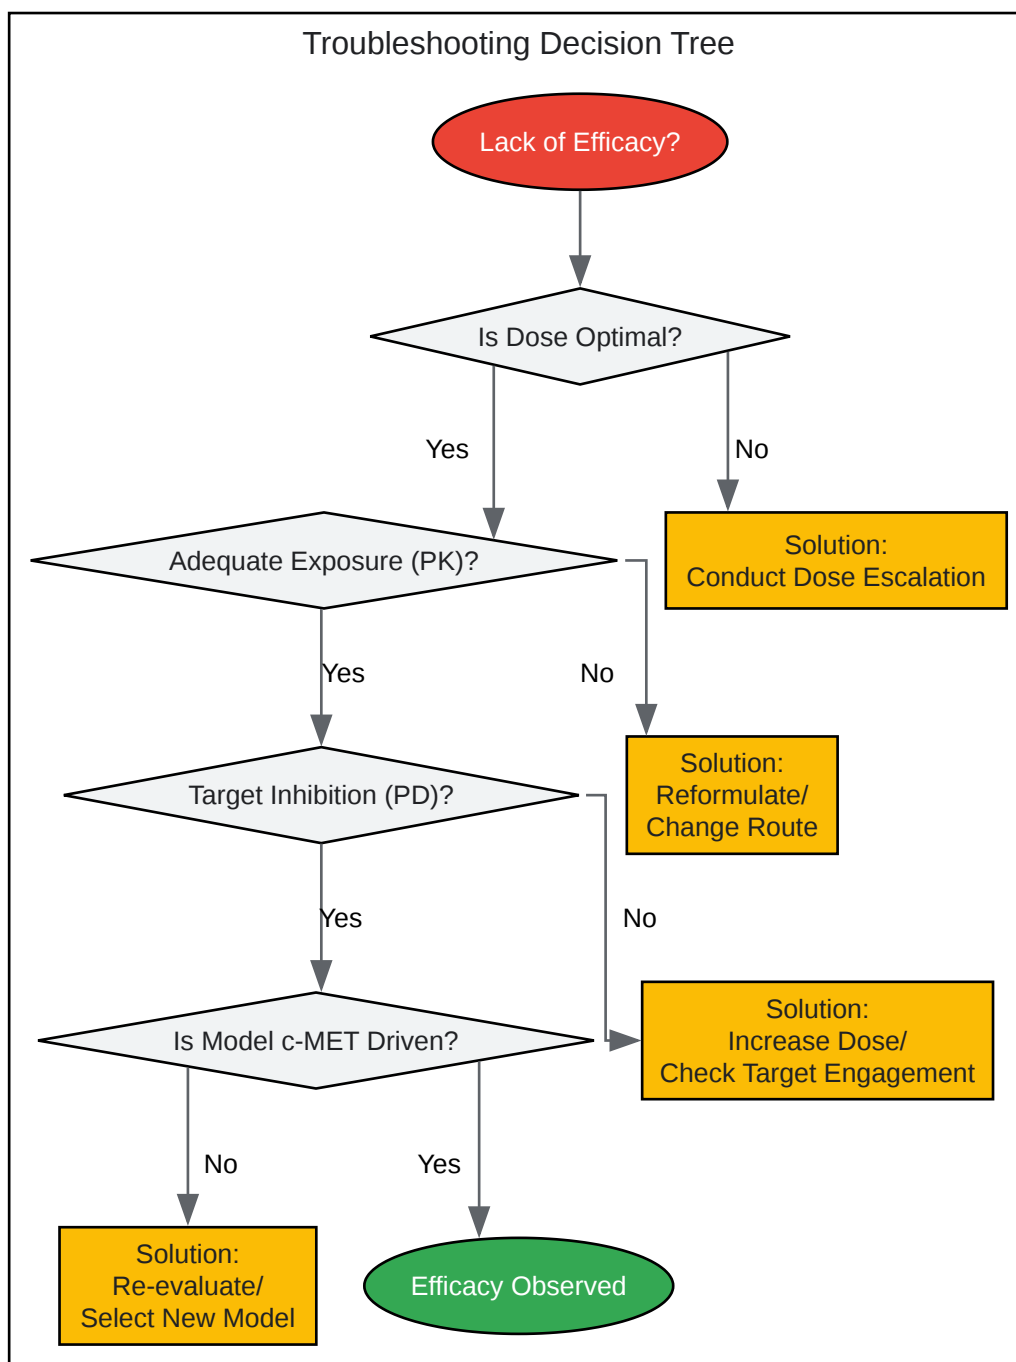 Troubleshooting Decision Tree
Lack of Efficacy?
Is Dose Optimal?
Yes
No
Adequate Exposure (PK)?
Solution:
Conduct Dose Escalation
Yes
No
Target Inhibition (PD)?
Solution:
Reformulate/
Change Route
Yes
No
Is Model c-MET Driven?
Solution:
Increase Dose/
Check Target Engagement
No
Yes
Solution:
Re-evaluate/
Select New Model
Efficacy Observed